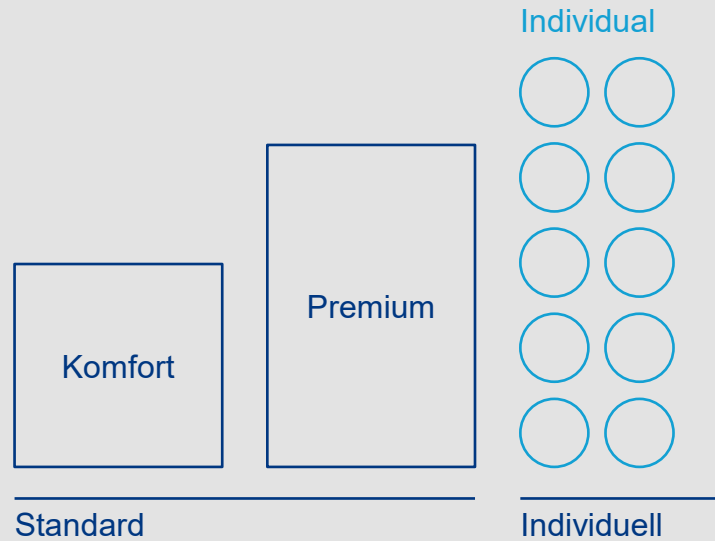 Individual
Premium
Komfort
Standard
Individuell